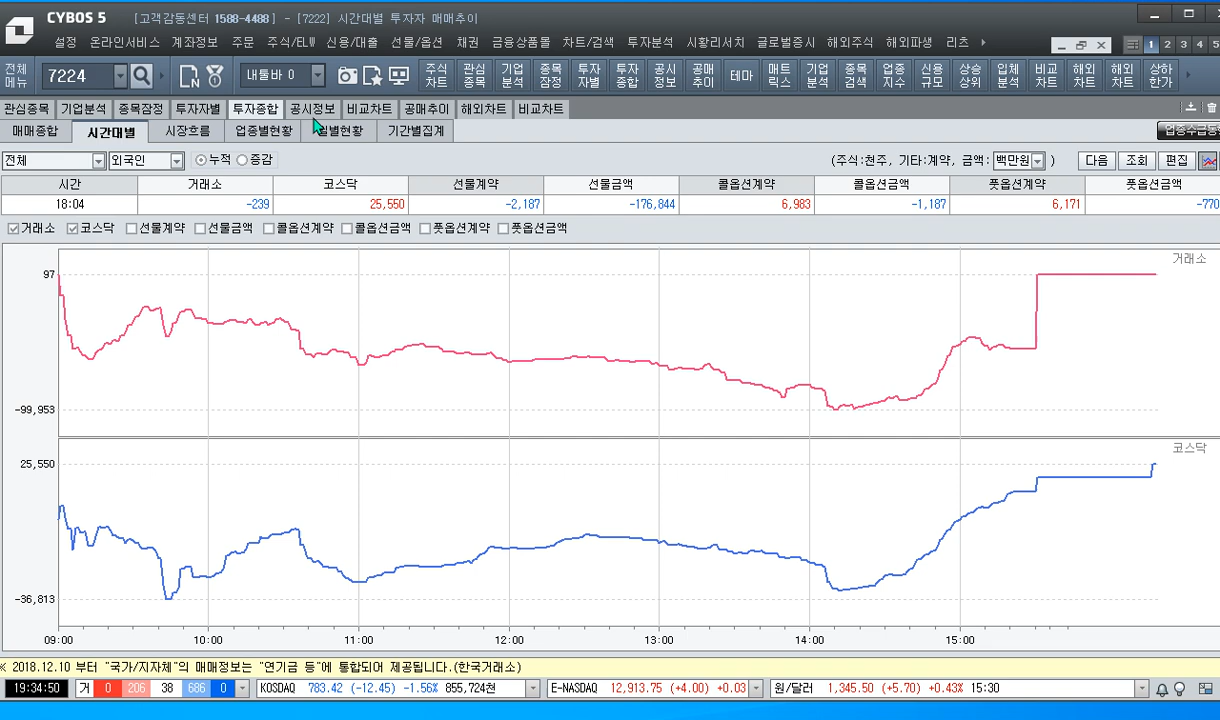 CYBOS 5 [고객감동센터 1588-4488] - [7222] 시간대별 투자자 매매추이
설정 온라인서비스 계좌정보 주문 주식/ELW 신용/대출 선물/옵션 채권 금융상품몰 차트/검색 투자분석 시황리서치 글로벌증시 해외주식 해외파생 리츠 1 2 3 4 5
전체메뉴 7224 내툴바 0 주식차트 관심종목 기업분석 종목잠정 투자자별 투자종합 공시정보 공매추이 테마 매트릭스 기업분석 종목검색 업종지수 신용규모 상승상위 입체분석 비교차트 해외차트 해외차트 상하한가
관심종목 기업분석 종목잠정 투자자별 투자종합 공시정보 비교차트 공매추이 해외차트 비교차트
매매종합 시간대별 시장흐름 업종별현황 별현황 기간별집계 업종수급동
전체 외국인 누적 증감 (주식:천주, 기타:계약, 금액: 백만원 ) 다음 조회 편집
시간 거래소 코스닥 선물계약 선물금액 콜옵션계약 콜옵션금액 풋옵션계약 풋옵션금액
18:04 -239 25,550 -2,187 -176,844 6,983 -1,187 6,171 -770
거래소 코스닥 선물계약 선물금액 콜옵션계약 콜옵션금액 풋옵션계약 풋옵션금액
거래소
97
-99,953
코스닥
25,550
-36,813
09:00 10:00 11:00 12:00 13:00 14:00 15:00
※ 2018.12.10 부터 "국가/지자체"의 매매정보는 "연기금 등"에 통합되어 제공됩니다.(한국거래소)
19:34:50 거 0 206 38 686 0 KOSDAQ 783.42 (-12.45) -1.56% 855,724천 E-NASDAQ 12,913.75 (+4.00) +0.03 원/달러 1,345.50 (+5.70) +0.43% 15:30